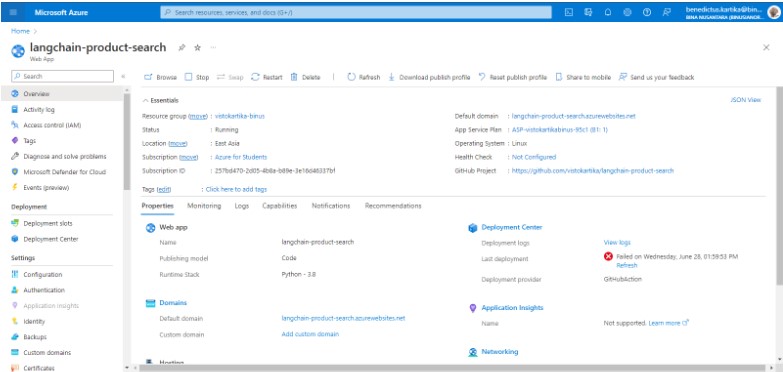 Microsoft Azure
Search resources, services, and docs (G+/)
benedictus.kartika@bin...
Home >
langchain-product-search
Web App
Search
Browse Stop Swap Restart Delete Refresh Download publish profile Reset publish profile Share to mobile Send us your feedback
Overview
Activity log
Access control (IAM)
Tags
Diagnose and solve problems
Microsoft Defender for Cloud
Events (preview)
Deployment
Deployment slots
Deployment Center
Settings
Configuration
Authentication
Application insights
Identity
Backups
Custom domains
Certificates
Essentials
JSON View
Resource group (move) : vistokartika-binus
Status : Running
Location (move) : East Asia
Subscription (move) : Azure for Students
Subscription ID
Tags (edit) : Click here to add tags
Default domain : langchain-product-search.azurewebsites.net
App Service Plan : ASP-vistokartikabinus-95c1 (B1: 1)
Operating System : Linux
Health Check : Not Configured
GitHub Project : https://github.com/vistokartika/langchain-product-search
Properties Monitoring Logs Capabilities Notifications Recommendations
Web app
Name langchain-product-search
Publishing model Code
Runtime Stack Python - 3.8
Domains
Default domain langchain-product-search.azurewebsites.net
Custom domain Add custom domain
Hosting
Deployment Center
Deployment logs View logs
Last deployment Failed on Wednesday, June 28, 01:59:53 PM
Refresh
Deployment provider GitHubAction
Application Insights
Name Not supported. Learn more
Networking